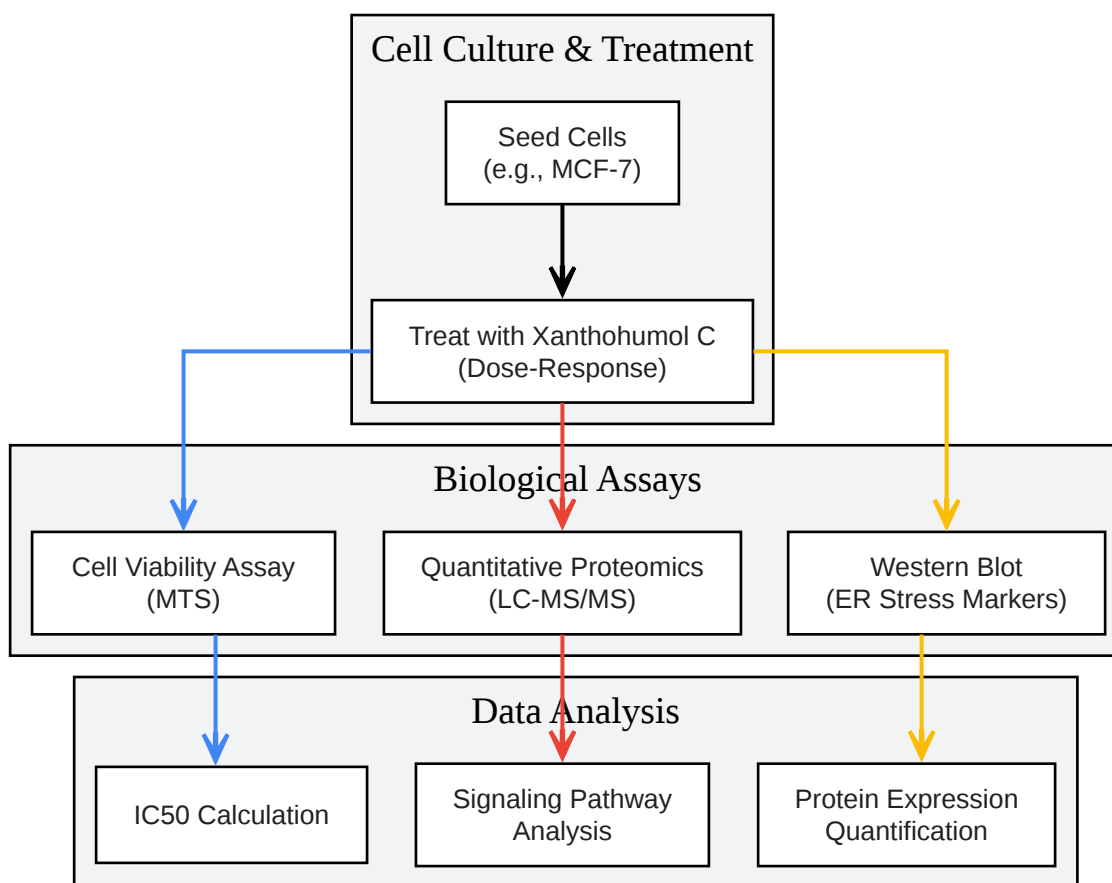 Cell Culture & Treatment
Seed Cells
(e.g., MCF-7)
Treat with Xanthohumol C
(Dose-Response)
Biological Assays
Cell Viability Assay
(MTS)
Quantitative Proteomics
(LC-MS/MS)
Western Blot
(ER Stress Markers)
Data Analysis
IC50 Calculation
Signaling Pathway
Analysis
Protein Expression
Quantification